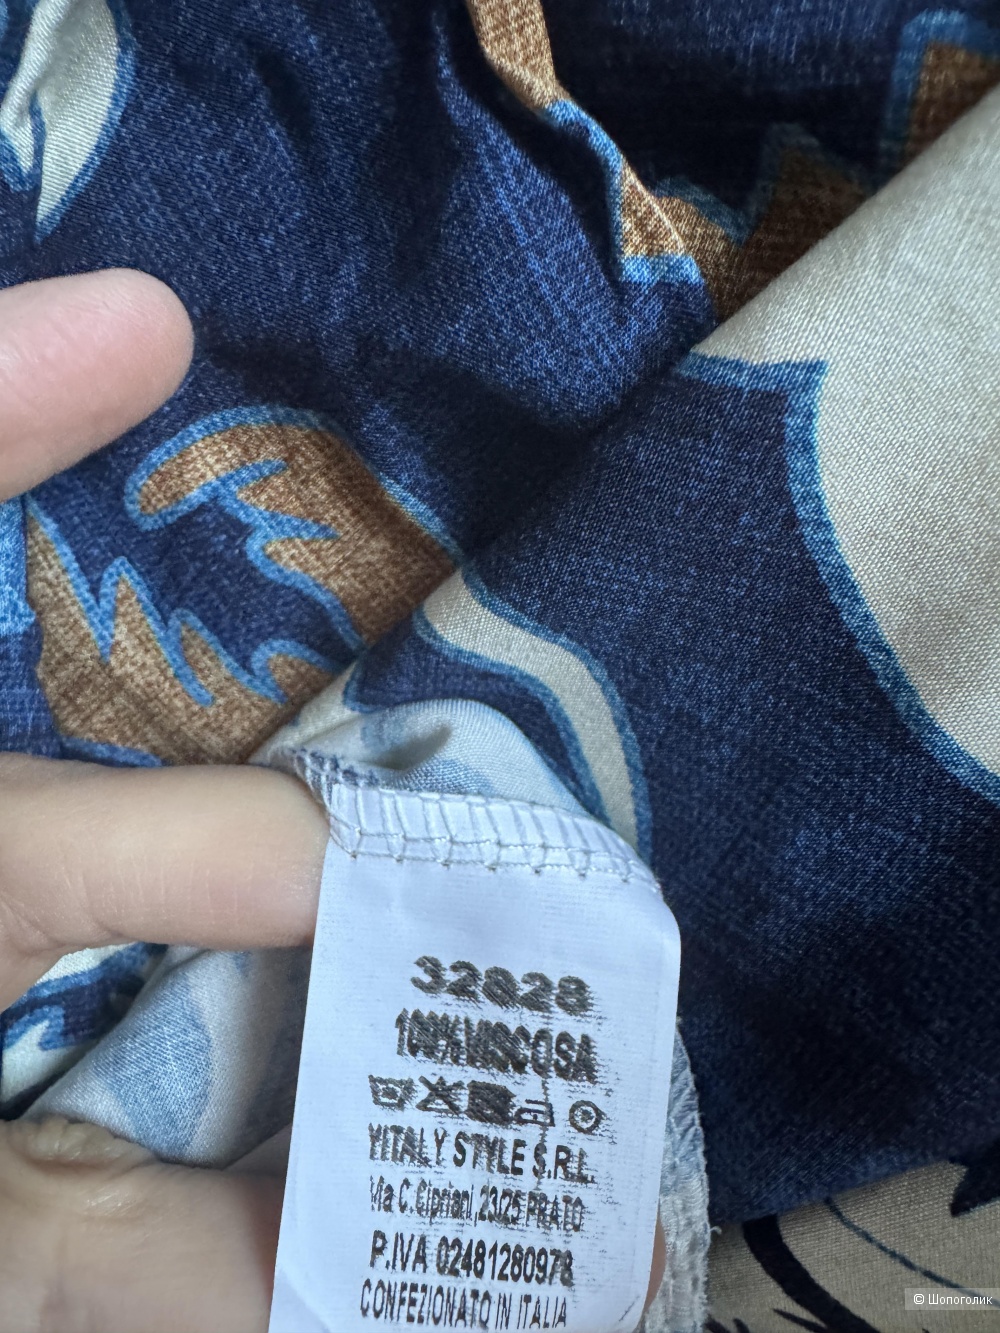 32828
100% VISCOSA
YITALY STYLE S.R.L.
Via C. Cipriani, 23/25 PRATO
P.IVA 02481280978
CONFEZIONATO IN ITALIA
© Шопоголик